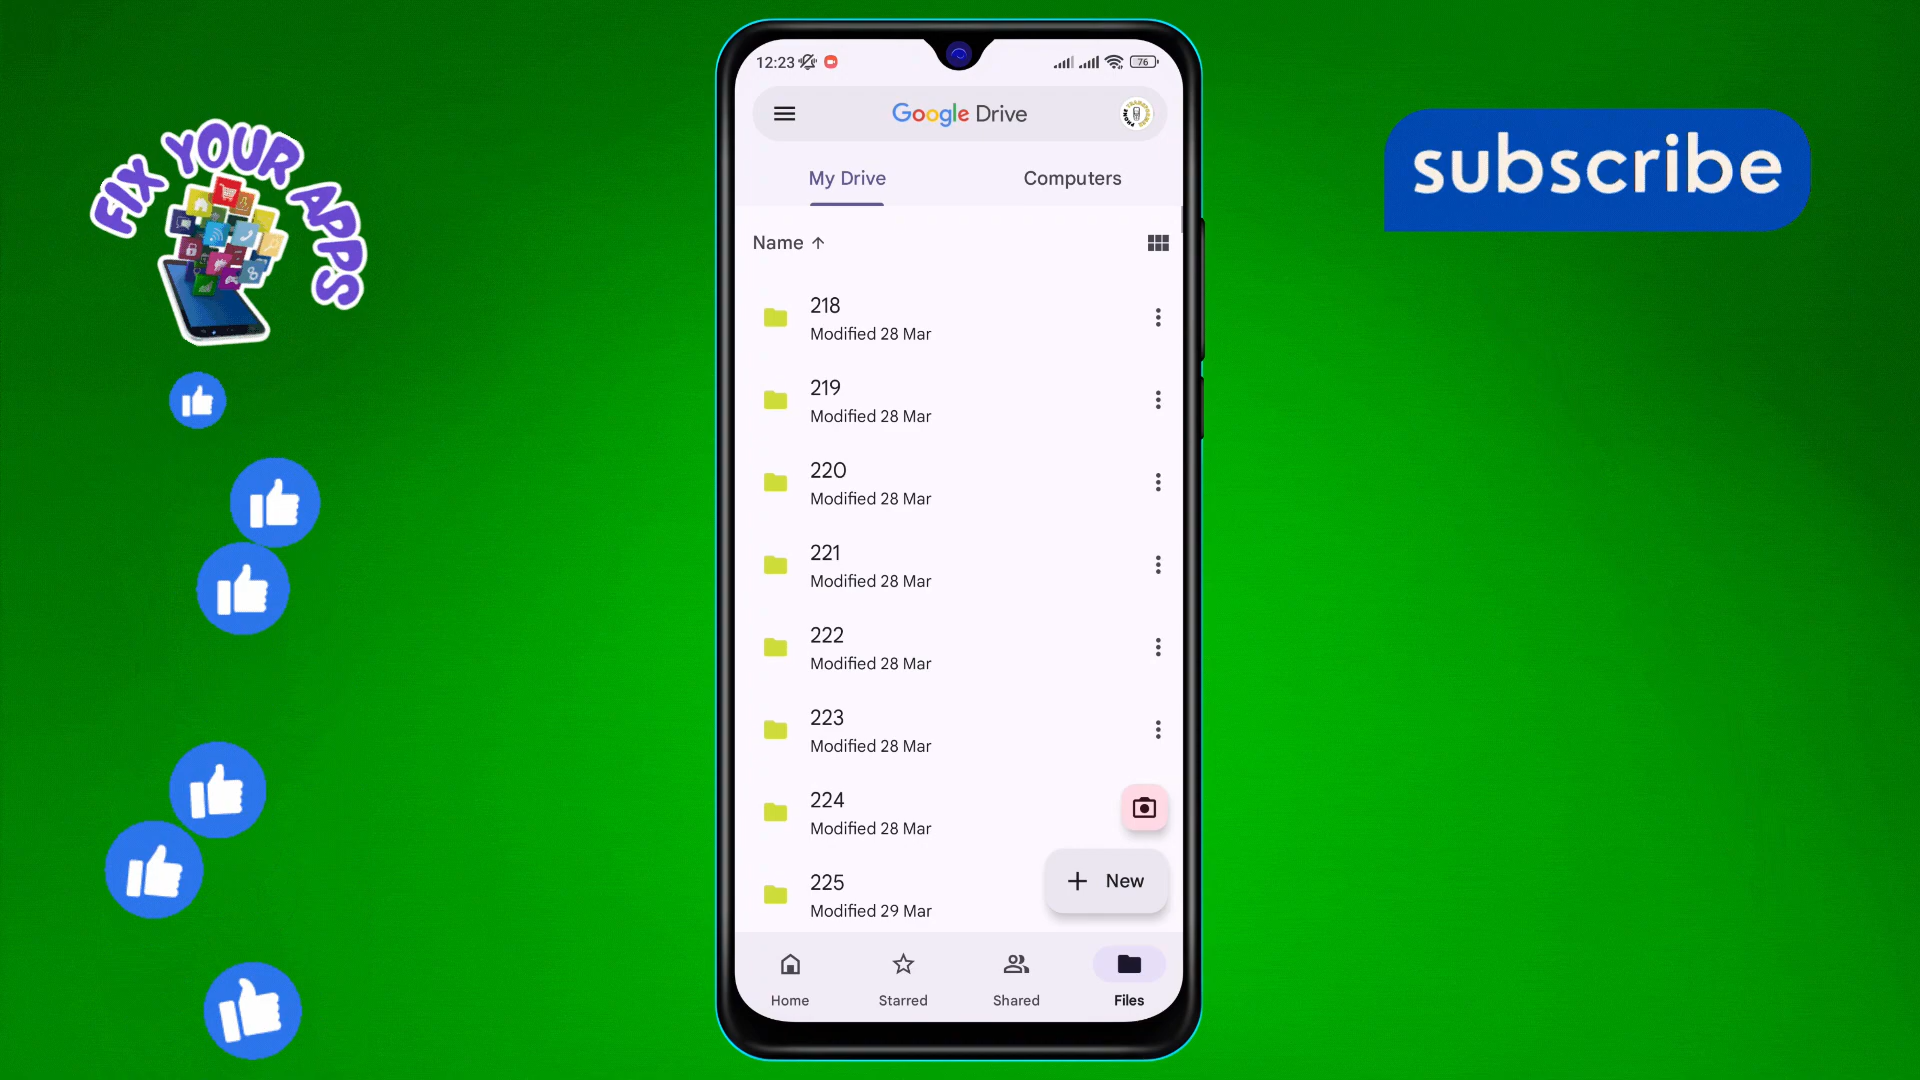 FIX YOUR APPS
subscribe
12:23
76
Google Drive
My Drive
Computers
Name ↑
218
Modified 28 Mar
219
Modified 28 Mar
220
Modified 28 Mar
221
Modified 28 Mar
222
Modified 28 Mar
223
Modified 28 Mar
224
Modified 28 Mar
225
Modified 29 Mar
+ New
Home
Starred
Shared
Files